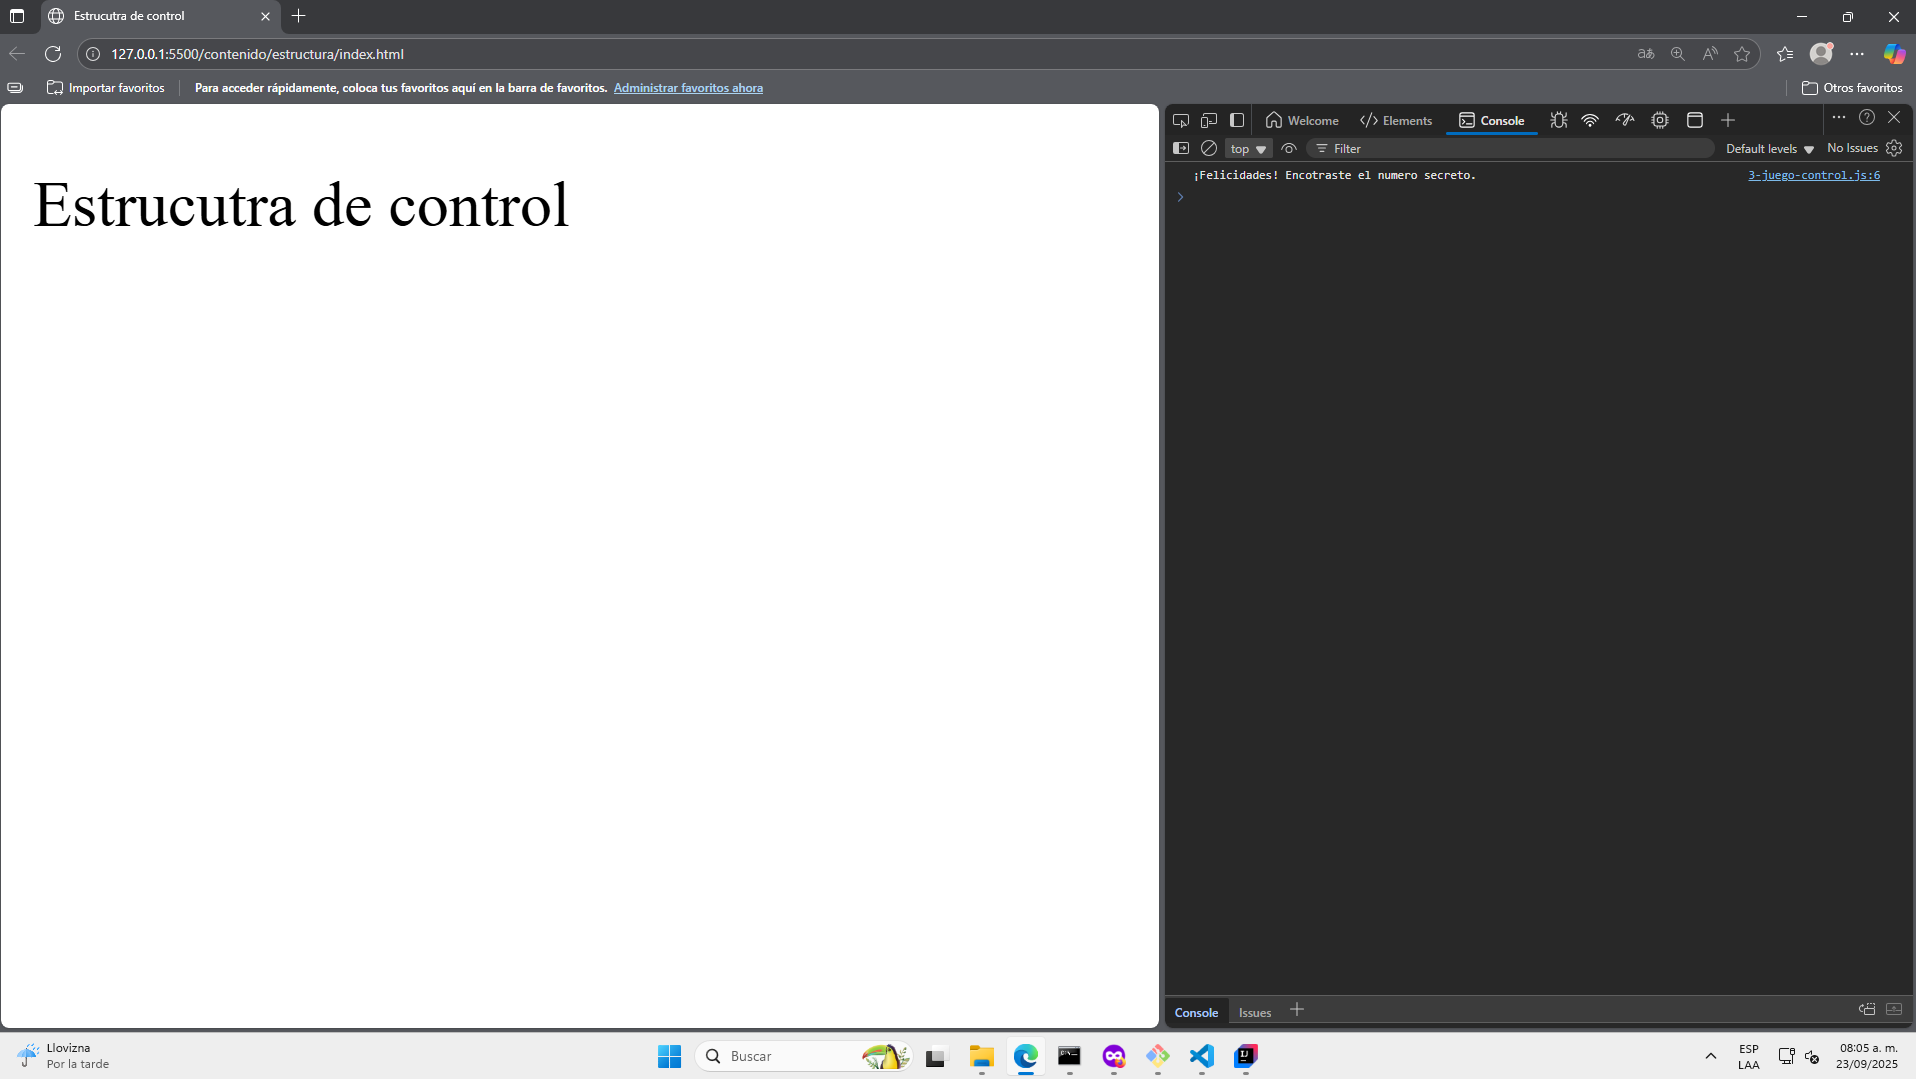 Estrucutra de control
127.0.0.1:5500/contenido/estructura/index.html
Importar favoritos
Para acceder rápidamente, coloca tus favoritos aquí en la barra de favoritos. Administrar favoritos ahora
Otros favoritos
Estrucutra de control
Welcome
Elements
Console
top
Filter
Default levels
No Issues
¡Felicidades! Encotraste el numero secreto.
3-juego-control.js:6
Console
Issues
Llovizna
Por la tarde
Buscar
ESP
LAA
08:05 a. m.
23/09/2025